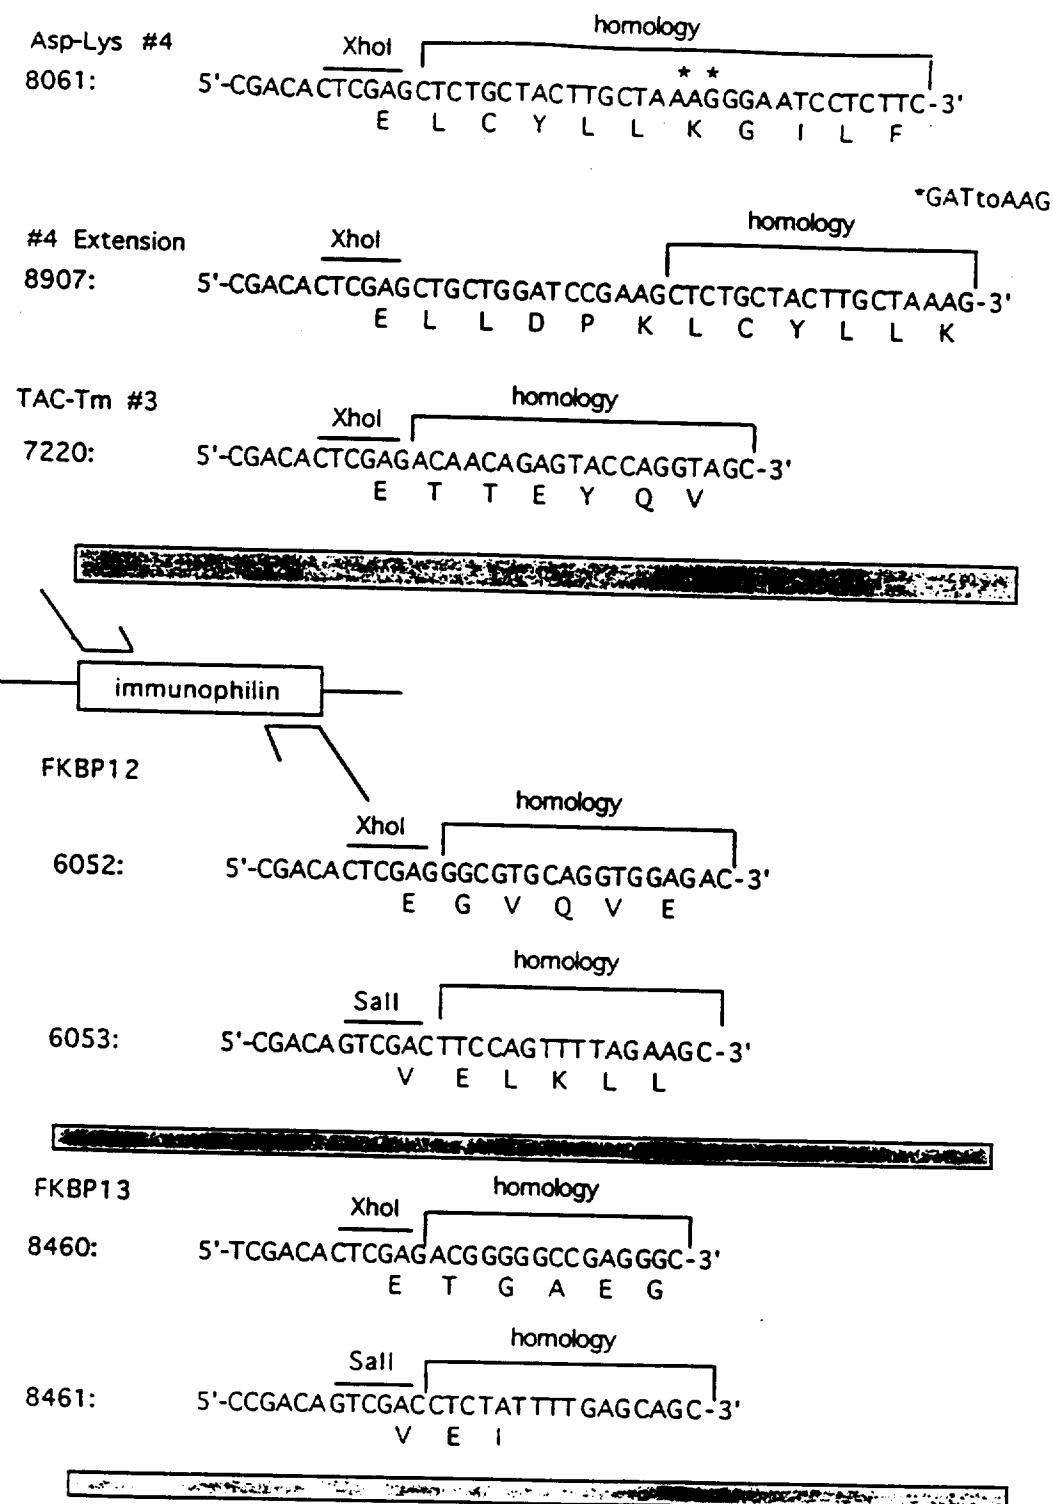 homology
Asp-Lys #4
XhoI
* *
8061: 5'-CGACACTCGAGCTCTGCTACTTGCTAAAGGGAATCCTCTTC-3'
E L C Y L L K G I L F
*GATtoAAG
homology
#4 Extension
XhoI
8907: 5'-CGACACTCGAGCTGCTGGATCCGAAGCTCTGCTACTTGCTAAAG-3'
E L L D P K L C Y L L K
TAC-Tm #3
homology
XhoI
7220: 5'-CGACACTCGAGACAACAGAGTACCAGGTAGC-3'
E T T E Y Q V
immunophilin
FKBP12
homology
XhoI
6052: 5'-CGACACTCGAGGGCGTGCAGGTGGAGAC-3'
E G V Q V E
homology
SalI
6053: 5'-CGACAGTCGACTTCCAGTTTTAGAAGC-3'
V E L K L L
FKBP13
homology
XhoI
8460: 5'-TCGACACTCGAGACGGGGGCCGAGGGC-3'
E T G A E G
homology
SalI
8461: 5'-CCGACAGTCGACCTCTATTTTGAGCAGC-3'
V E I